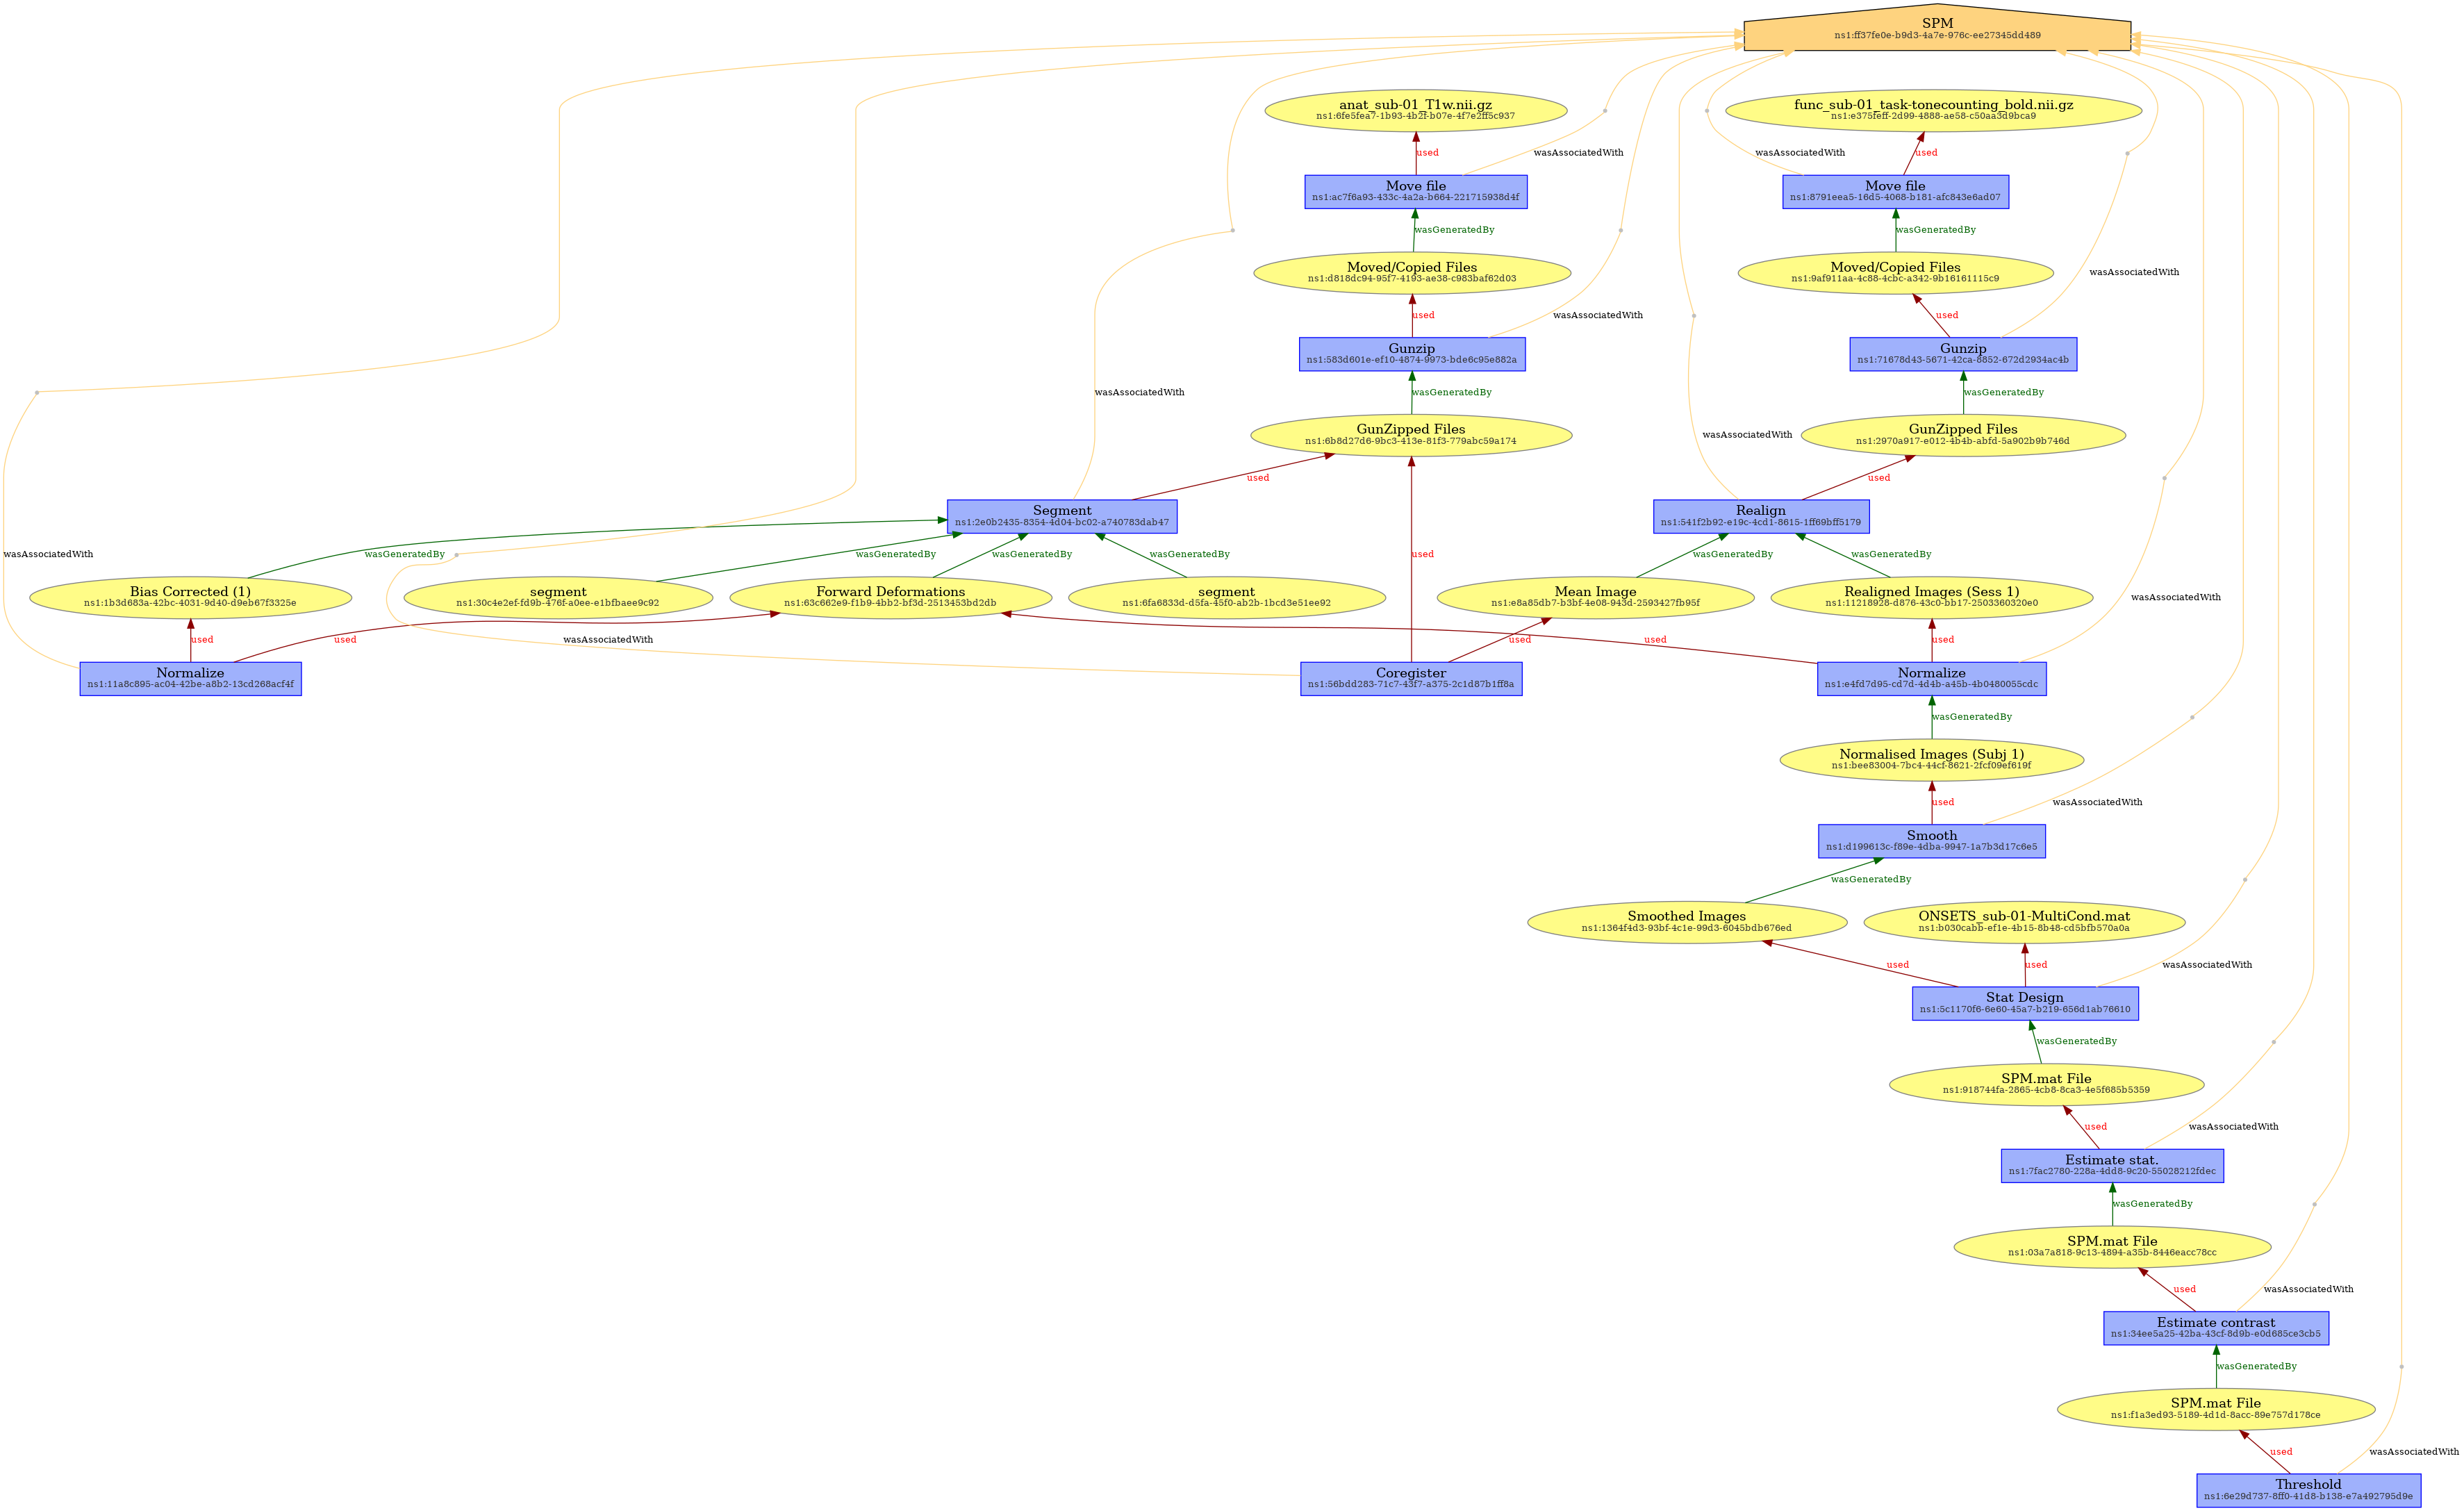 SPM
ns1:ff37fe0e-b9d3-4a7e-976c-ee27345dd489
anat_sub-01_T1w.nii.gz
ns1:6fe5fea7-1b93-4b2f-b07e-4f7e2ff5c937
func_sub-01_task-tonecounting_bold.nii.gz
ns1:e375feff-2d99-4888-ae58-c50aa3d9bca9
used
wasAssociatedWith
wasAssociatedWith
used
Move file
ns1:ac7f6a93-433c-4a2a-b664-221715938d4f
Move file
ns1:8791eea5-16d5-4068-b181-afc843e6ad07
wasGeneratedBy
wasGeneratedBy
Moved/Copied Files
ns1:d818dc94-95f7-4193-ae38-c983baf62d03
Moved/Copied Files
ns1:9af911aa-4c88-4cbc-a342-9b16161115c9
wasAssociatedWith
used
wasAssociatedWith
used
Gunzip
ns1:583d601e-ef10-4874-9973-bde6c95e882a
Gunzip
ns1:71678d43-5671-42ca-8852-672d2934ac4b
wasAssociatedWith
wasGeneratedBy
wasGeneratedBy
GunZipped Files
ns1:6b8d27d6-9bc3-413e-81f3-779abc59a174
GunZipped Files
ns1:2970a917-e012-4b4b-abfd-5a902b9b746d
wasAssociatedWith
used
used
Segment
ns1:2e0b2435-8354-4d04-bc02-a740783dab47
Realign
ns1:541f2b92-e19c-4cd1-8615-1ff69bff5179
wasAssociatedWith
wasGeneratedBy
wasGeneratedBy
wasGeneratedBy
wasGeneratedBy
used
wasGeneratedBy
wasGeneratedBy
Bias Corrected (1)
ns1:1b3d683a-42bc-4031-9d40-d9eb67f3325e
segment
ns1:30c4e2ef-fd9b-476f-a0ee-e1bfbaee9c92
Forward Deformations
ns1:63c662e9-f1b9-4bb2-bf3d-2513453bd2db
segment
ns1:6fa6833d-d5fa-45f0-ab2b-1bcd3e51ee92
Mean Image
ns1:e8a85db7-b3bf-4e08-943d-2593427fb95f
Realigned Images (Sess 1)
ns1:11218928-d876-43c0-bb17-2503360320e0
wasAssociatedWith
used
used
wasAssociatedWith
used
used
used
Normalize
ns1:11a8c895-ac04-42be-a8b2-13cd268acf4f
Coregister
ns1:56bdd283-71c7-43f7-a375-2c1d87b1ff8a
Normalize
ns1:e4fd7d95-cd7d-4d4b-a45b-4b0480055cdc
wasGeneratedBy
Normalised Images (Subj 1)
ns1:bee83004-7bc4-44cf-8621-2fcf09ef619f
used
wasAssociatedWith
Smooth
ns1:d199613c-f89e-4dba-9947-1a7b3d17c6e5
wasGeneratedBy
Smoothed Images
ns1:1364f4d3-93bf-4c1e-99d3-6045bdb676ed
ONSETS_sub-01-MultiCond.mat
ns1:b030cabb-ef1e-4b15-8b48-cd5bfb570a0a
used
used
wasAssociatedWith
Stat Design
ns1:5c1170f6-6e60-45a7-b219-656d1ab76610
wasGeneratedBy
SPM.mat File
ns1:918744fa-2865-4cb8-8ca3-4e5f685b5359
used
wasAssociatedWith
Estimate stat.
ns1:7fac2780-228a-4dd8-9c20-55028212fdec
wasGeneratedBy
SPM.mat File
ns1:03a7a818-9c13-4894-a35b-8446eacc78cc
used
wasAssociatedWith
Estimate contrast
ns1:34ee5a25-42ba-43cf-8d9b-e0d685ce3cb5
wasGeneratedBy
SPM.mat File
ns1:f1a3ed93-5189-4d1d-8acc-89e757d178ce
used
wasAssociatedWith
Threshold
ns1:6e29d737-8ff0-41d8-b138-e7a492795d9e